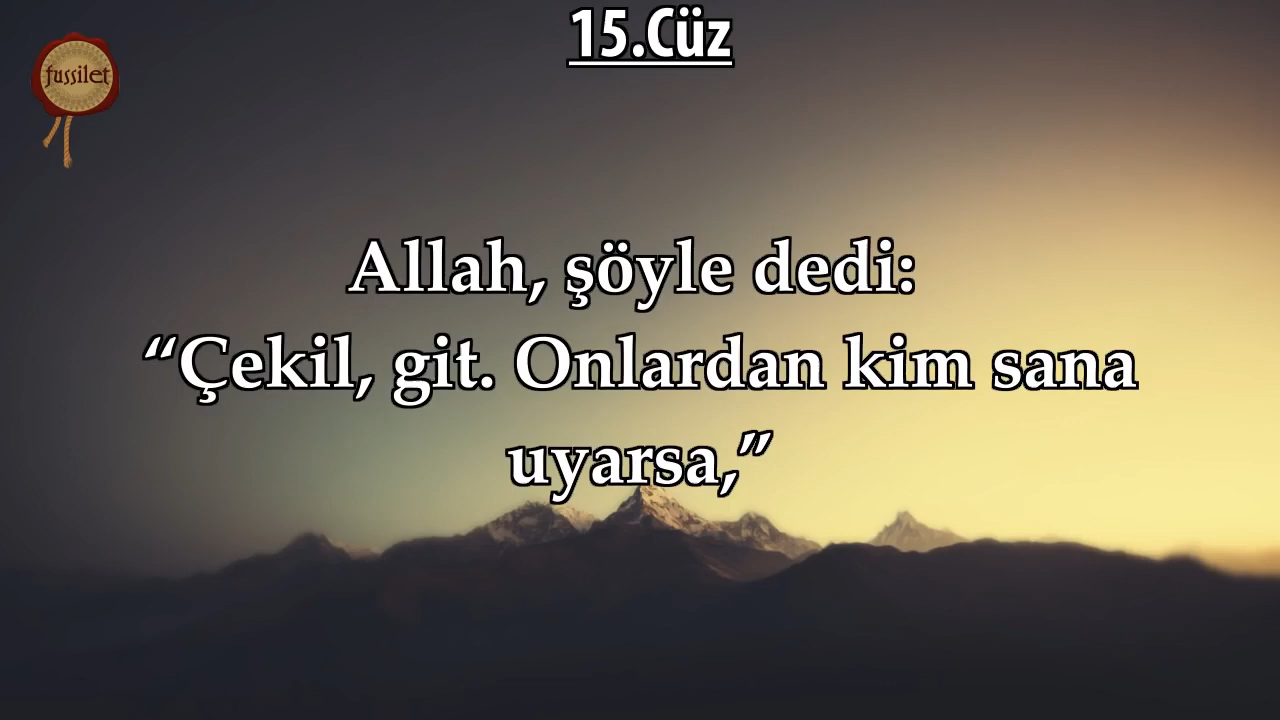 15.Cüz
fussilet
Allah, şöyle dedi:
“Çekil, git. Onlardan kim sana
uyarsa,”